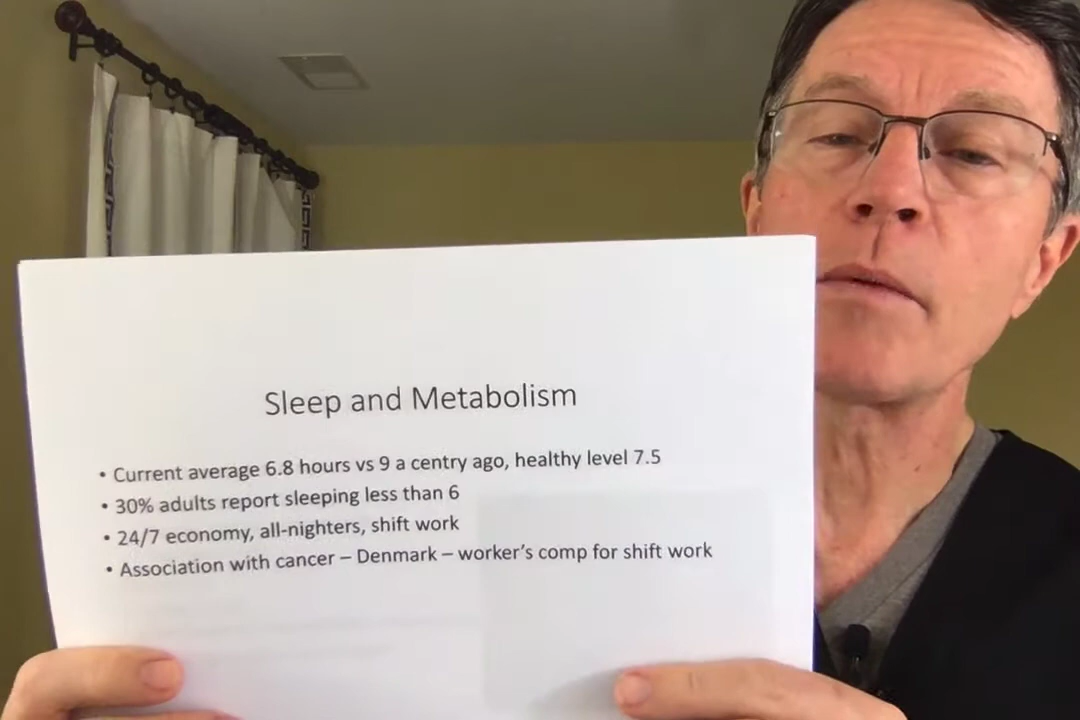 Sleep and Metabolism
• Current average 6.8 hours vs 9 a centry ago, healthy level 7.5
• 30% adults report sleeping less than 6
• 24/7 economy, all-nighters, shift work
• Association with cancer – Denmark – worker's comp for shift work